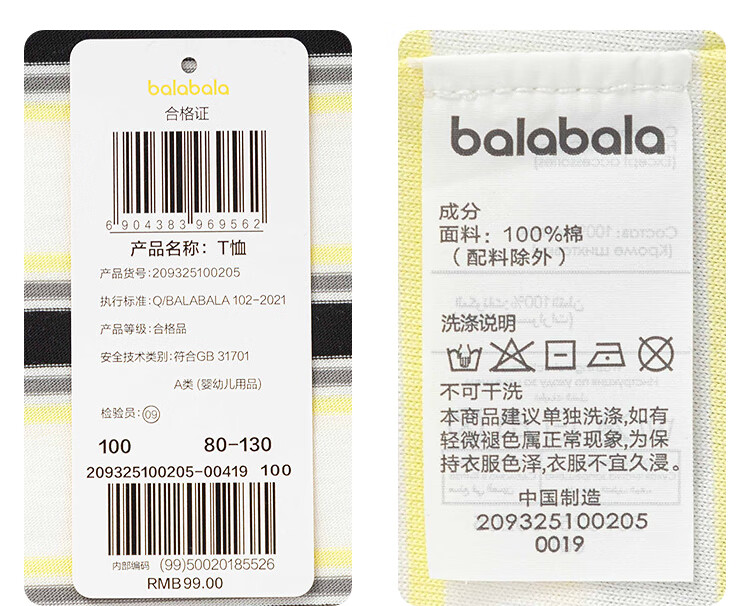 balabala
合格证
6 904383 969562
产品名称：T恤
产品货号：209325100205
执行标准：Q/BALABALA 102-2021
产品等级：合格品
安全技术类别：符合GB 31701
A类 (婴幼儿用品)
检验员：09
100 80-130
209325100205-00419 100
内部编码 (99)50020185526
RMB99.00
balabala
成分
面料：100%棉
（配料除外）
洗涤说明
不可干洗
本商品建议单独洗涤,如有
轻微褪色属正常现象,为保
持衣服色泽,衣服不宜久浸。
中国制造
209325100205
0019